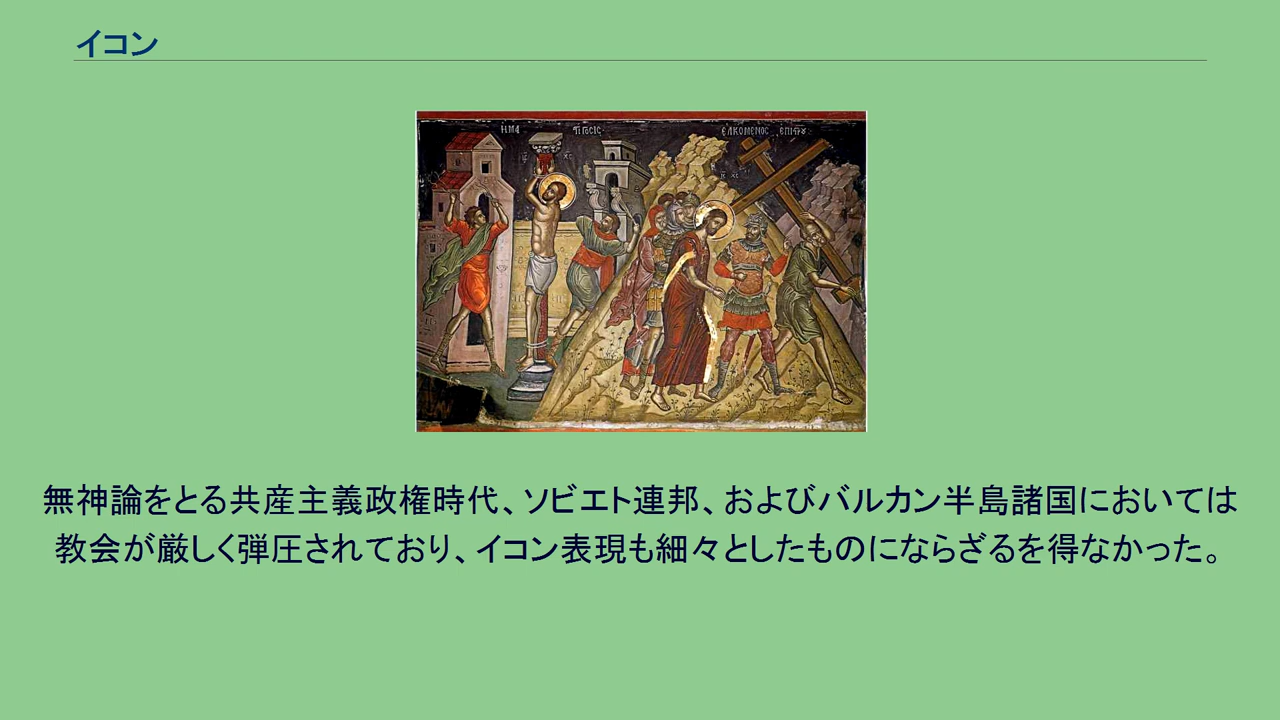 イコン
ΗΜΑ ΤΙΓΟCΙC ΕΛΚΟΜΕΝΟC ΕΠΙ
無神論をとる共産主義政権時代、ソビエト連邦、およびバルカン半島諸国においては
教会が厳しく弾圧されており、イコン表現も細々としたものにならざるを得なかった。